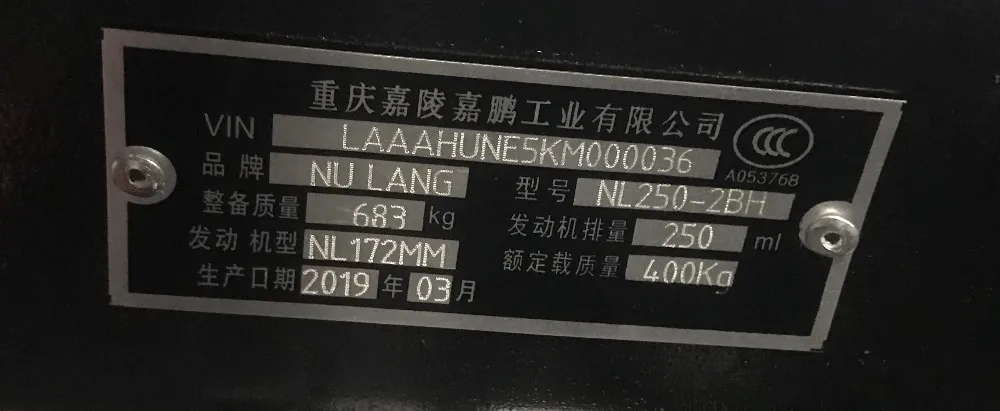 重庆嘉陵嘉鹏工业有限公司
VIN LAAAHUNE5KM000036
CCC
A053768
品牌 NU LANG 型号 NL250-2BH
整备质量 683 kg 发动机排量 250 ml
发动机型 NL172MM 额定载质量 400Kg
生产口期 2019 年 03 月